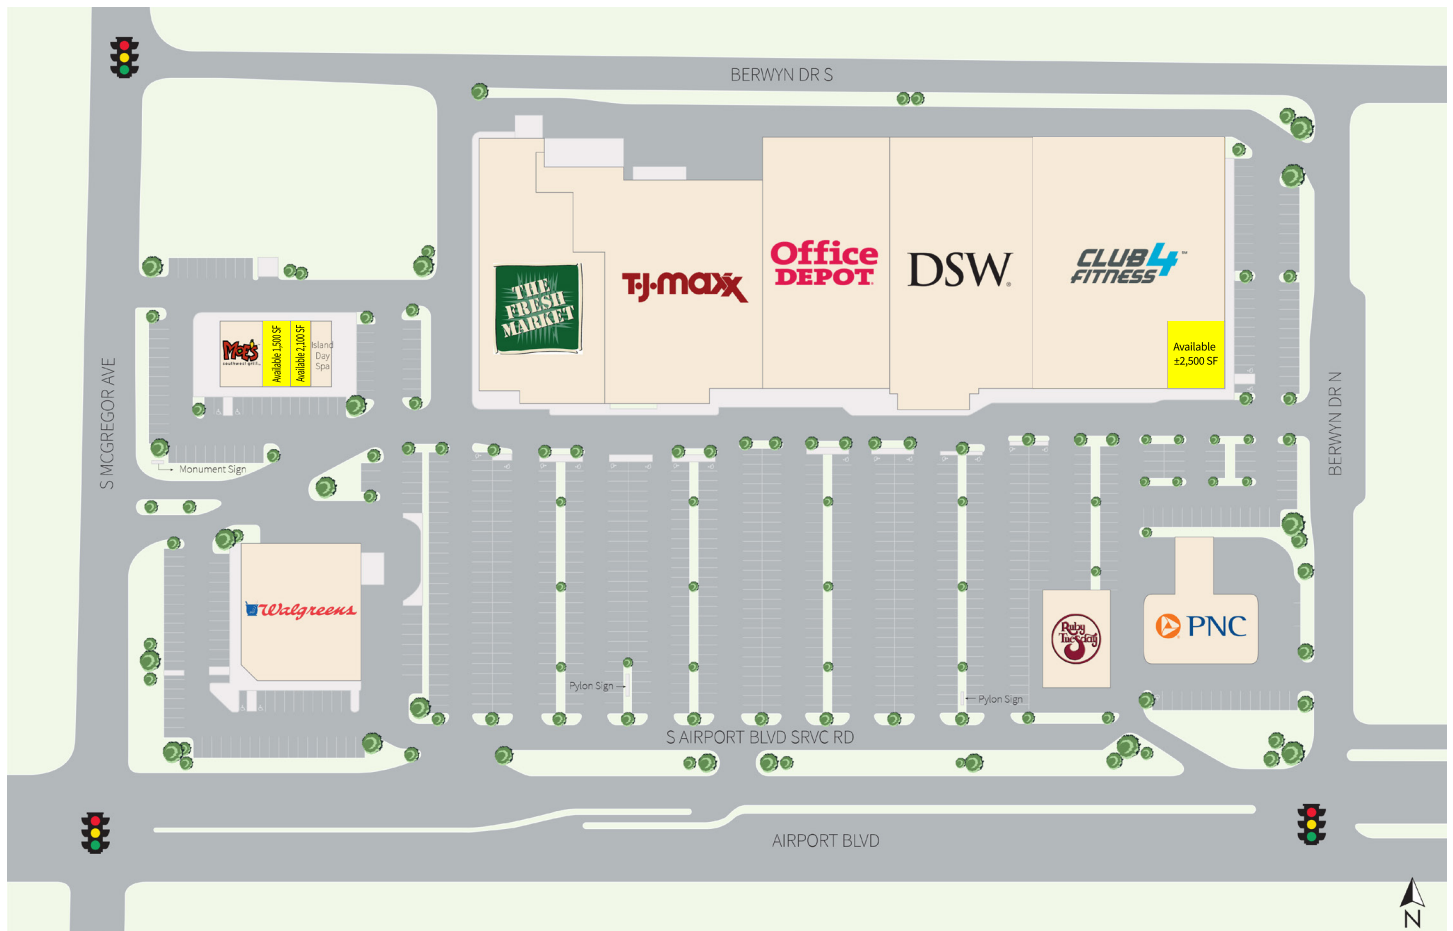 BERWYN DR S
Office
DEPOT
T·J·maxx
DSW
CLUB 4
FITNESS
THE
FRESH
MARKET
Available
±2,500 SF
Moe's
southwest grill
Available 1,500 SF
Available 2,100 SF
Island
Day
Spa
S MCGREGOR AVE
BERWYN DR N
Monument Sign
Walgreens
Ruby
Tuesday
PNC
Pylon Sign
Pylon Sign
S AIRPORT BLVD SRVC RD
AIRPORT BLVD
N